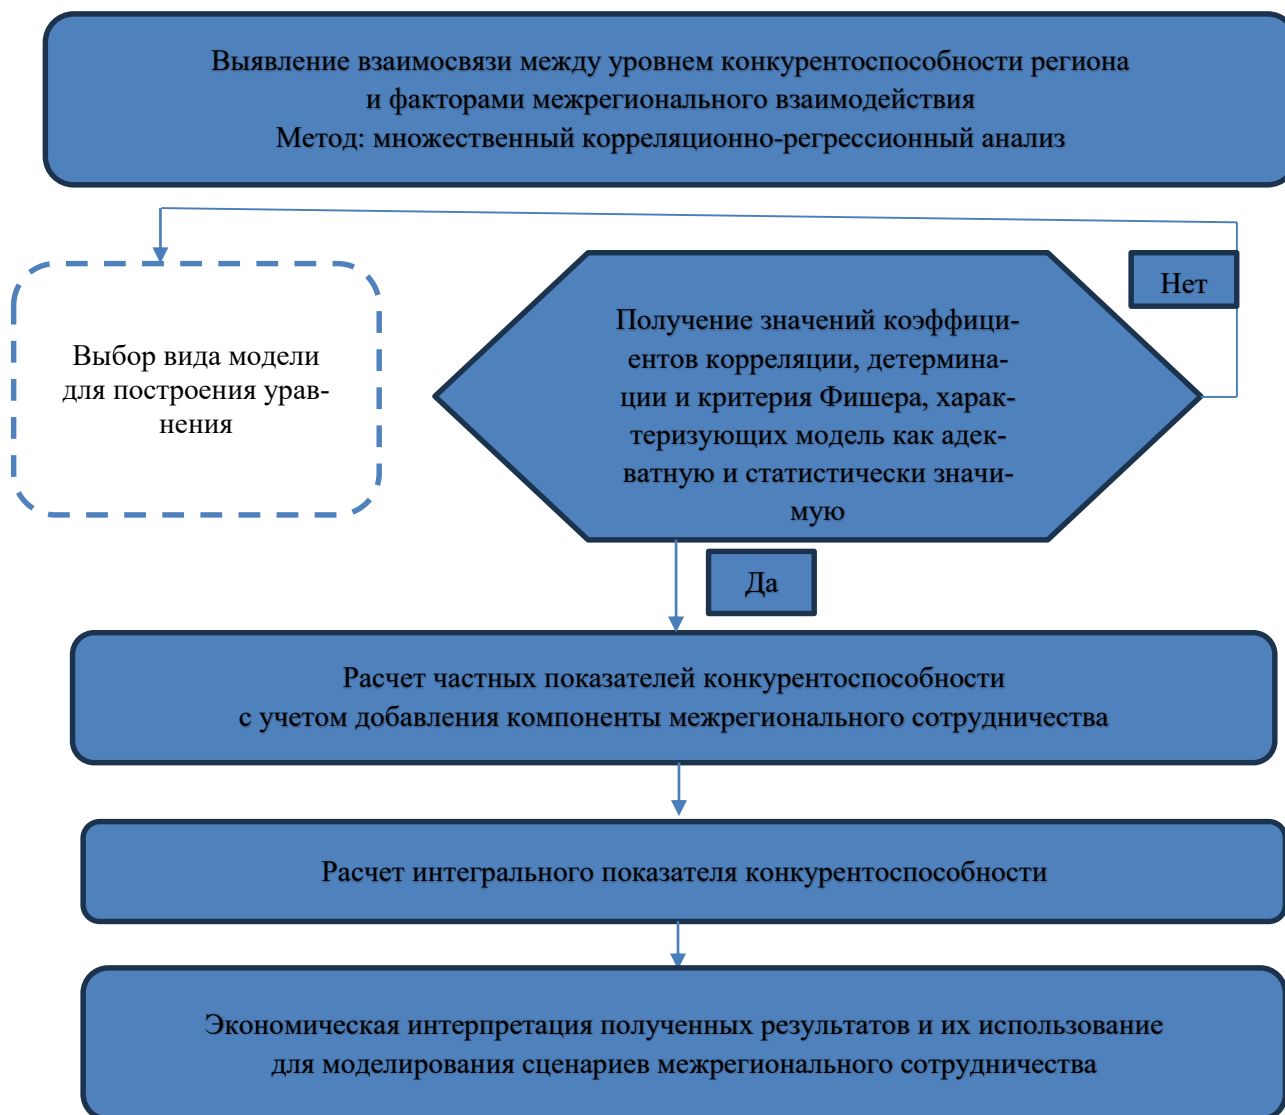 Выявление взаимосвязи между уровнем конкурентоспособности региона
и факторами межрегионального взаимодействия
Метод: множественный корреляционно-регрессионный анализ
Нет
Выбор вида модели
для построения урав-
нения
Получение значений коэффици-
ентов корреляции, детермина-
ции и критерия Фишера, харак-
теризующих модель как адек-
ватную и статистически значи-
мую
Да
Расчет частных показателей конкурентоспособности
с учетом добавления компоненты межрегионального сотрудничества
Расчет интегрального показателя конкурентоспособности
Экономическая интерпретация полученных результатов и их использование
для моделирования сценариев межрегионального сотрудничества